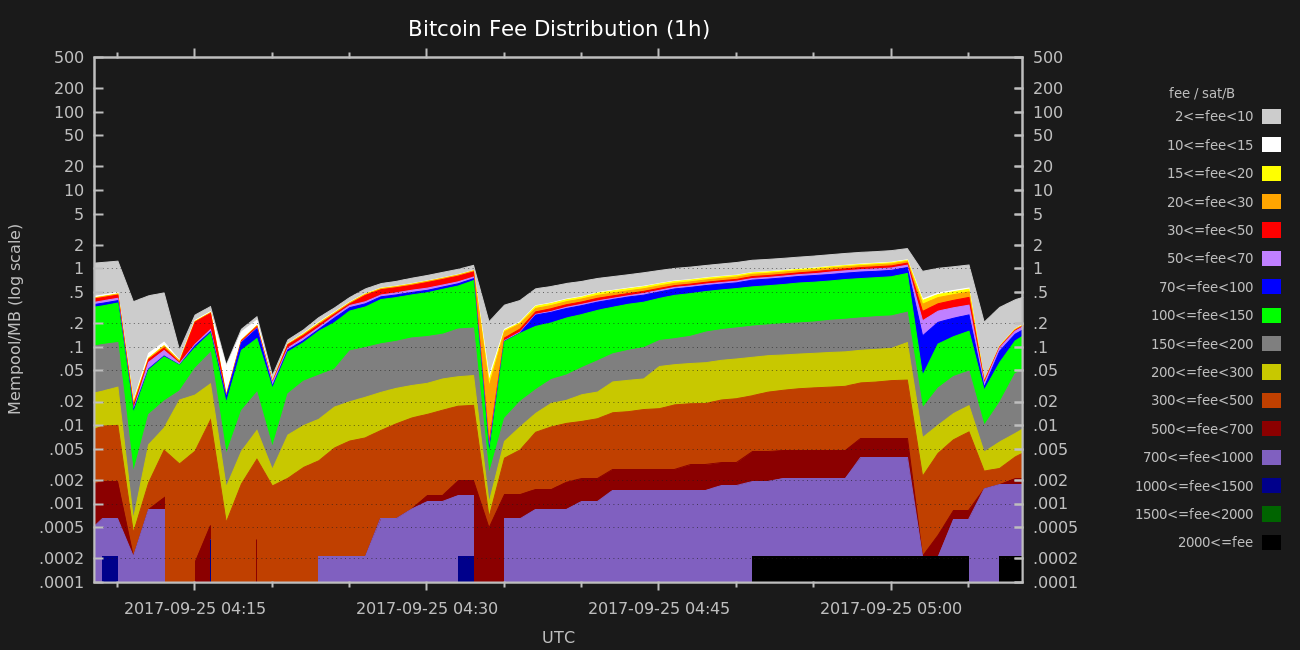 Bitcoin Fee Distribution (1h)
500 500
200 200
100 100
50 50
20 20
10 10
5 5
2 2
1 1
.5 .5
.2 .2
.1 .1
.05 .05
.02 .02
.01 .01
.005 .005
.002 .002
.001 .001
.0005 .0005
.0002 .0002
.0001 .0001
Mempool/MB (log scale)
2017-09-25 04:15 2017-09-25 04:30 2017-09-25 04:45 2017-09-25 05:00
UTC
fee / sat/B
2<=fee<10
10<=fee<15
15<=fee<20
20<=fee<30
30<=fee<50
50<=fee<70
70<=fee<100
100<=fee<150
150<=fee<200
200<=fee<300
300<=fee<500
500<=fee<700
700<=fee<1000
1000<=fee<1500
1500<=fee<2000
2000<=fee